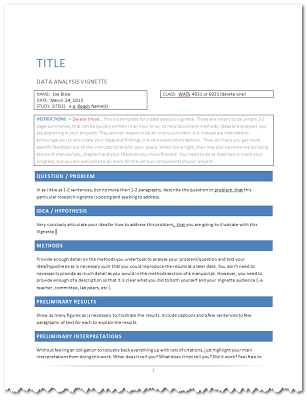 TITLE
DATA ANALYSIS VIGNETTE
NAME: Joe Blow
DATE: March 24, 2013
STUDY SITE(S): e.g. Reach Name(s)
CLASS: WATS 4931 or 6921 (delete one)
INSTRUCTIONS – Delete these... This is a template for a data analysis vignette. These are meant to be simple 1-2
page summaries, that can be quickly written in an hour or so, to help document methods, ideas and analyses you
are exploring in your projects. They are not meant to be an onerous burden, but instead are intended to
encourage you to articulate your ideas and findings in a very exploratory fashion. They will help you get more
specific feedback out of the instructor(s) and/or your peers. When done right, they may also become the building
blocks of manuscripts, chapters and your thesis as you move forward. You need to do at least two to track your
progress, but you are welcome to do more for the various components of your project.
QUESTION / PROBLEM
In as little as 1-2 sentences, but no more than 1-2 paragraphs, describe the question or problem, that this
particular research vignette is posing and seeking to address.
IDEA / HYPOTHESIS
Very concisely articulate your idea for how to address this problem, that you are going to illustrate with this
Vignette.
METHODS
Provide enough detail on the methods you undertook to analyze your problem/question and test your
idea/hypothesis as is necessary such that you could reproduce the results at a later date. You don't need to
necessarily provide as much detail as you would in the methods section of a manuscript. However, you need to
provide enough of a description so that it is clear what you did to both yourself and your Vignette audience (i.e.
teacher, committee, lab peers, etc.).
PRELIMINARY RESULTS
Show as many figures as is necessary to illustrate the results. Include captions and a few sentences to few
paragraphs of text for each to explain the results.
PRELIMINARY INTERPRETATIONS
Without feeling an obligation to robustly back everything up with lots of citations, just highlight your main
interpretations from doing this work. What does it tell you? What does it not tell you? Did it work? Feel free to
1